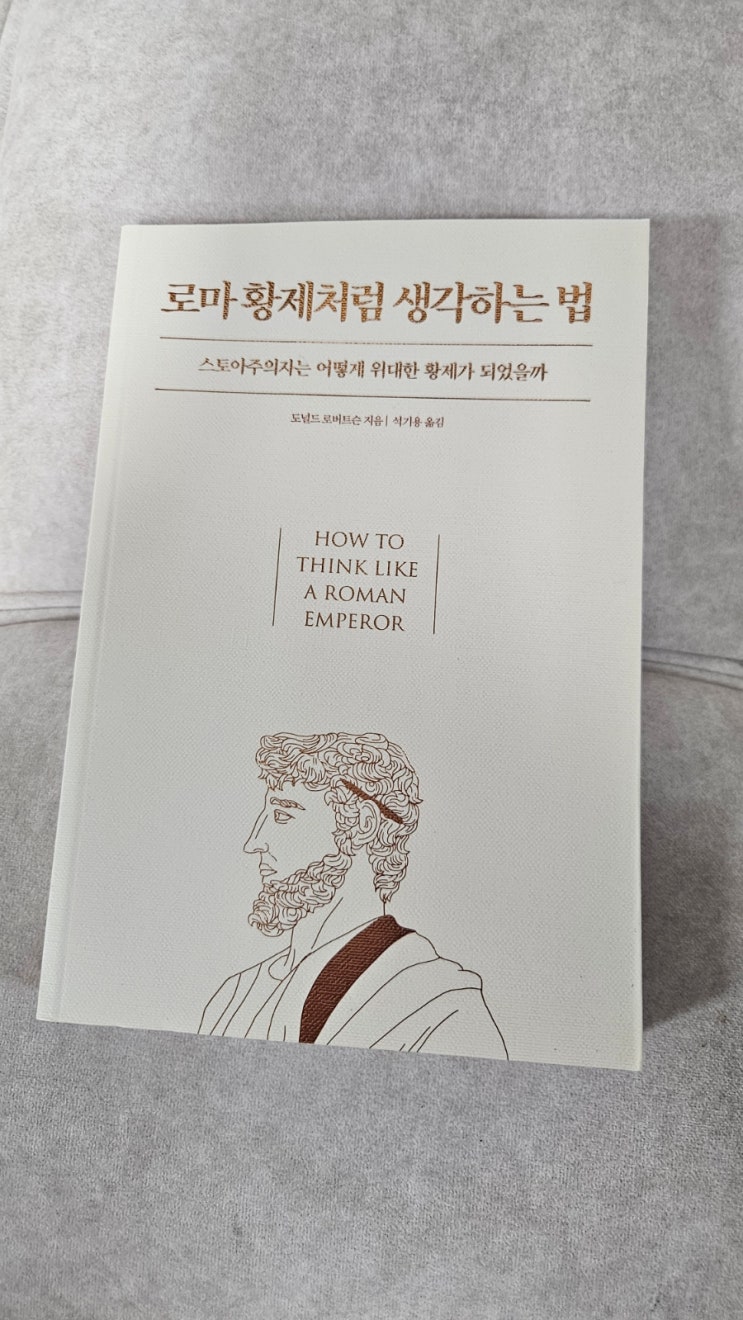 로마 황제처럼 생각하는 법
스토아주의자는 어떻게 위대한 황제가 되었을까
도널드 로버트슨 지음 | 석기용 옮김
HOW TO
THINK LIKE
A ROMAN
EMPEROR